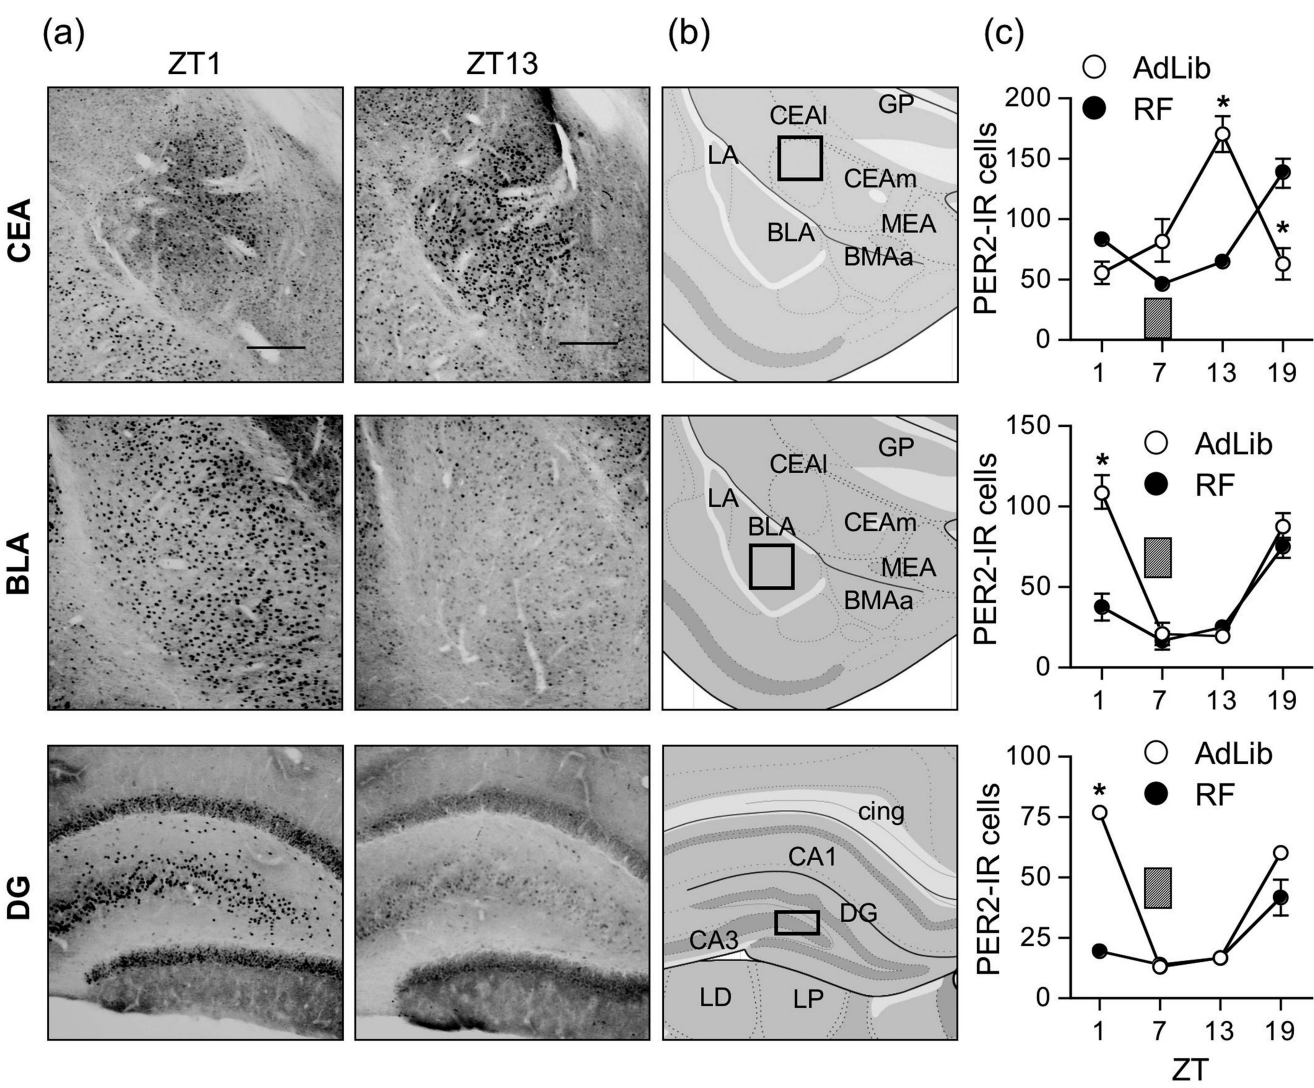 (a)
ZT1
ZT13
(b)
(c)
CEA
CEAl
GP
LA
CEAm
MEA
BLA
BMAa
AdLib
RF
PER2-IR cells
200
150
100
50
0
*
*
1 7 13 19
BLA
CEAl
GP
LA
BLA
CEAm
MEA
BMAa
AdLib
RF
PER2-IR cells
150
100
50
0
*
1 7 13 19
DG
cing
CA1
DG
CA3
LD
LP
AdLib
RF
PER2-IR cells
100
75
50
25
0
*
1 7 13 19
ZT